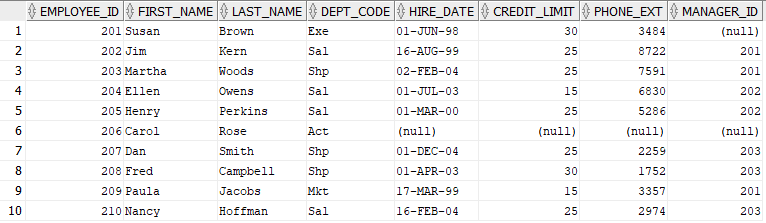 EMPLOYEE_ID FIRST_NAME LAST_NAME DEPT_CODE HIRE_DATE CREDIT_LIMIT PHONE_EXT MANAGER_ID
1 201 Susan Brown Exe 01-JUN-98 30 3484 (null)
2 202 Jim Kern Sal 16-AUG-99 25 8722 201
3 203 Martha Woods Shp 02-FEB-04 25 7591 201
4 204 Ellen Owens Sal 01-JUL-03 15 6830 202
5 205 Henry Perkins Sal 01-MAR-00 25 5286 202
6 206 Carol Rose Act (null) (null) (null) (null)
7 207 Dan Smith Shp 01-DEC-04 25 2259 203
8 208 Fred Campbell Shp 01-APR-03 30 1752 203
9 209 Paula Jacobs Mkt 17-MAR-99 15 3357 201
10 210 Nancy Hoffman Sal 16-FEB-04 25 2974 203